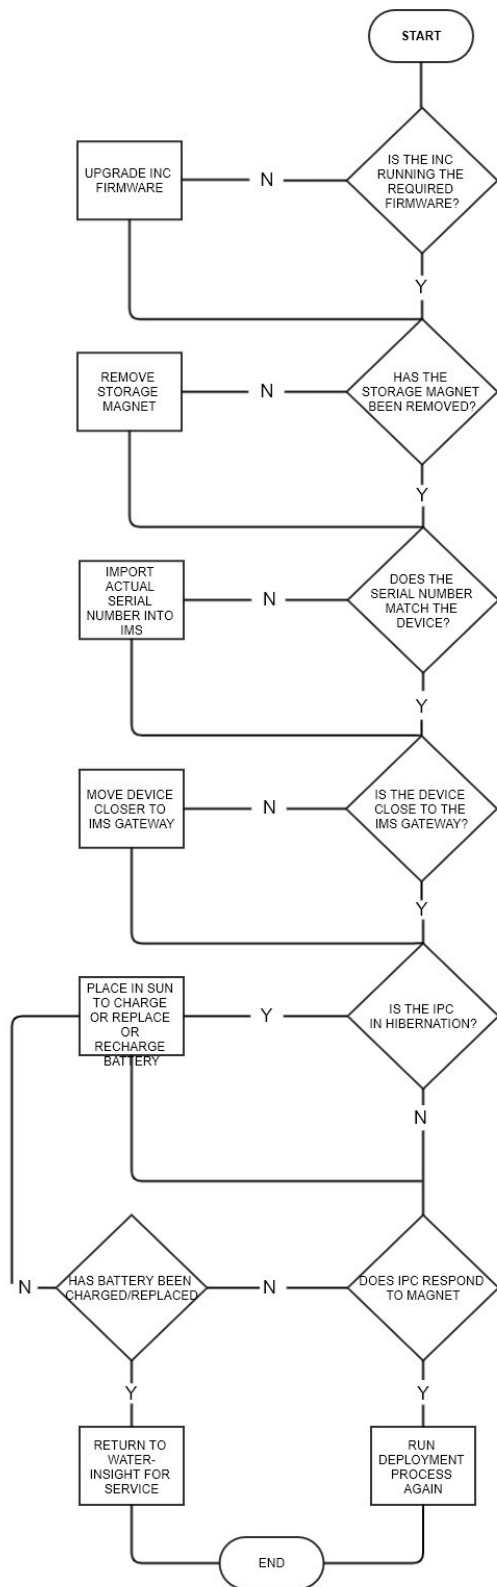 START
IS THE INC
RUNNING THE
REQUIRED
FIRMWARE?
UPGRADE INC
FIRMWARE
N
Y
HAS THE
STORAGE MAGNET
BEEN REMOVED?
REMOVE
STORAGE
MAGNET
N
Y
DOES THE
SERIAL NUMBER
MATCH THE
DEVICE?
IMPORT
ACTUAL
SERIAL
NUMBER INTO
IMS
N
Y
IS THE DEVICE
CLOSE TO THE
IMS GATEWAY?
MOVE DEVICE
CLOSER TO
IMS GATEWAY
N
Y
IS THE IPC
IN HIBERNATION?
PLACE IN SUN
TO CHARGE
OR REPLACE
OR
RECHARGE
BATTERY
Y
N
DOES IPC RESPOND
TO MAGNET
N
HAS BATTERY BEEN
CHARGED/REPLACED
N
Y
Y
RETURN TO
WATER-
INSIGHT FOR
SERVICE
RUN
DEPLOYMENT
PROCESS
AGAIN
END